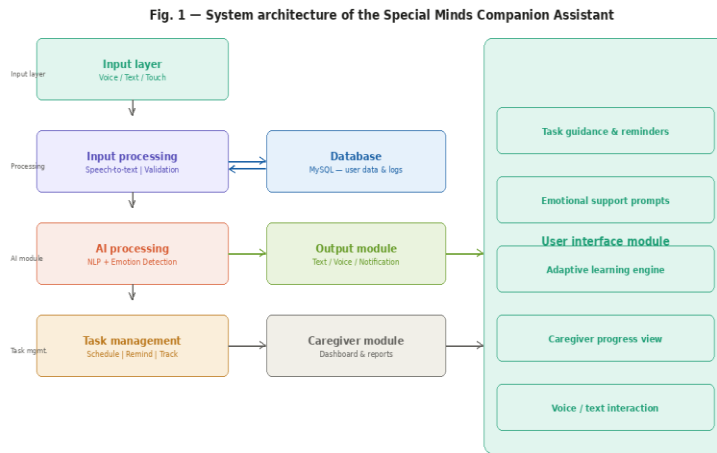 Fig. 1 — System architecture of the Special Minds Companion Assistant
Input layer
Input layer
Voice / Text / Touch
Processing
Input processing
Speech-to-text | Validation
Database
MySQL — user data & logs
AI module
AI processing
NLP + Emotion Detection
Output module
Text / Voice / Notification
Task mgmt.
Task management
Schedule | Remind | Track
Caregiver module
Dashboard & reports
Task guidance & reminders
Emotional support prompts
User interface module
Adaptive learning engine
Caregiver progress view
Voice / text interaction